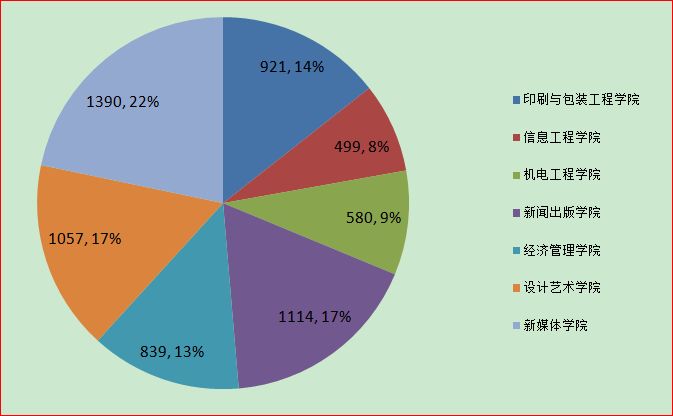 921, 14%
499, 8%
580, 9%
1114, 17%
839, 13%
1057, 17%
1390, 22%
印刷与包装工程学院
信息工程学院
机电工程学院
新闻出版学院
经济管理学院
设计艺术学院
新媒体学院